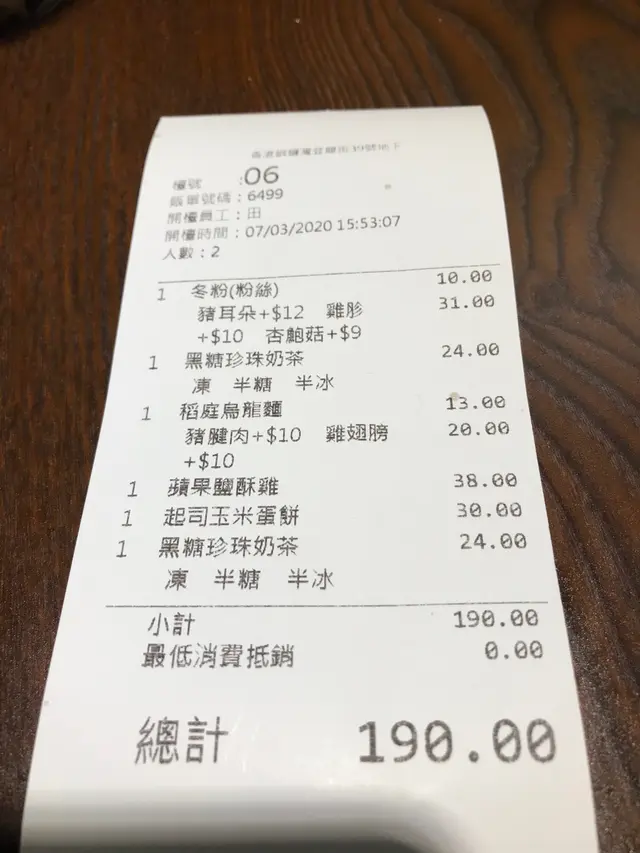 39號地下
檯號 :06
賬單號碼：6499
開檯員工：田
開檯時間：07/03/2020 15:53:07
人數：2
1 冬粉(粉絲) 10.00
豬耳朵+$12 雞胗 31.00
+$10 杏鮑菇+$9
1 黑糖珍珠奶茶 24.00
凍 半糖 半冰
1 稻庭烏龍麵 13.00
豬腱肉+$10 雞翅膀 20.00
+$10
1 蘋果鹽酥雞 38.00
1 起司玉米蛋餅 30.00
1 黑糖珍珠奶茶 24.00
凍 半糖 半冰
小計 190.00
最低消費抵銷 0.00
總計 190.00